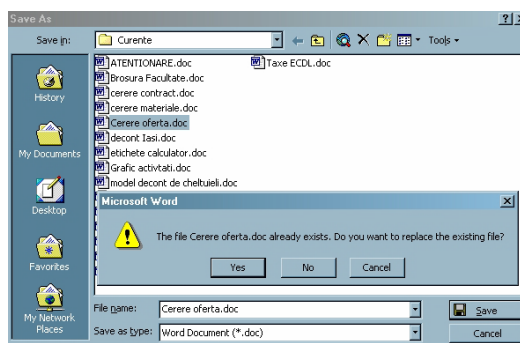 Save As
Save in:
Curente
Tools
ATENTIONARE.doc
Brosura Facultate.doc
cerere contract.doc
cerere materiale.doc
Cerere oferta.doc
decont Iasi.doc
etichete calculator.doc
Grafic activtati.doc
model decont de cheltuieli.doc
Taxe ECDL.doc
History
My Documents
Desktop
Favorites
My Network
Places
Microsoft Word
The file Cerere oferta.doc already exists. Do you want to replace the existing file?
Yes
No
Cancel
File name:
Cerere oferta.doc
Save
Save as type:
Word Document (*.doc)
Cancel